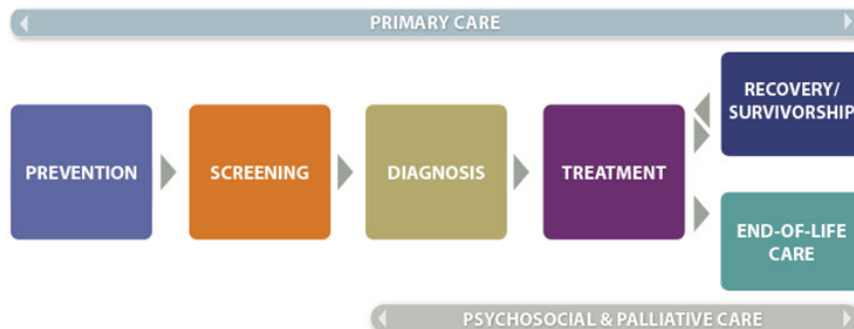 PRIMARY CARE
PREVENTION
SCREENING
DIAGNOSIS
TREATMENT
RECOVERY/
SURVIVORSHIP
END-OF-LIFE
CARE
PSYCHOSOCIAL & PALLIATIVE CARE